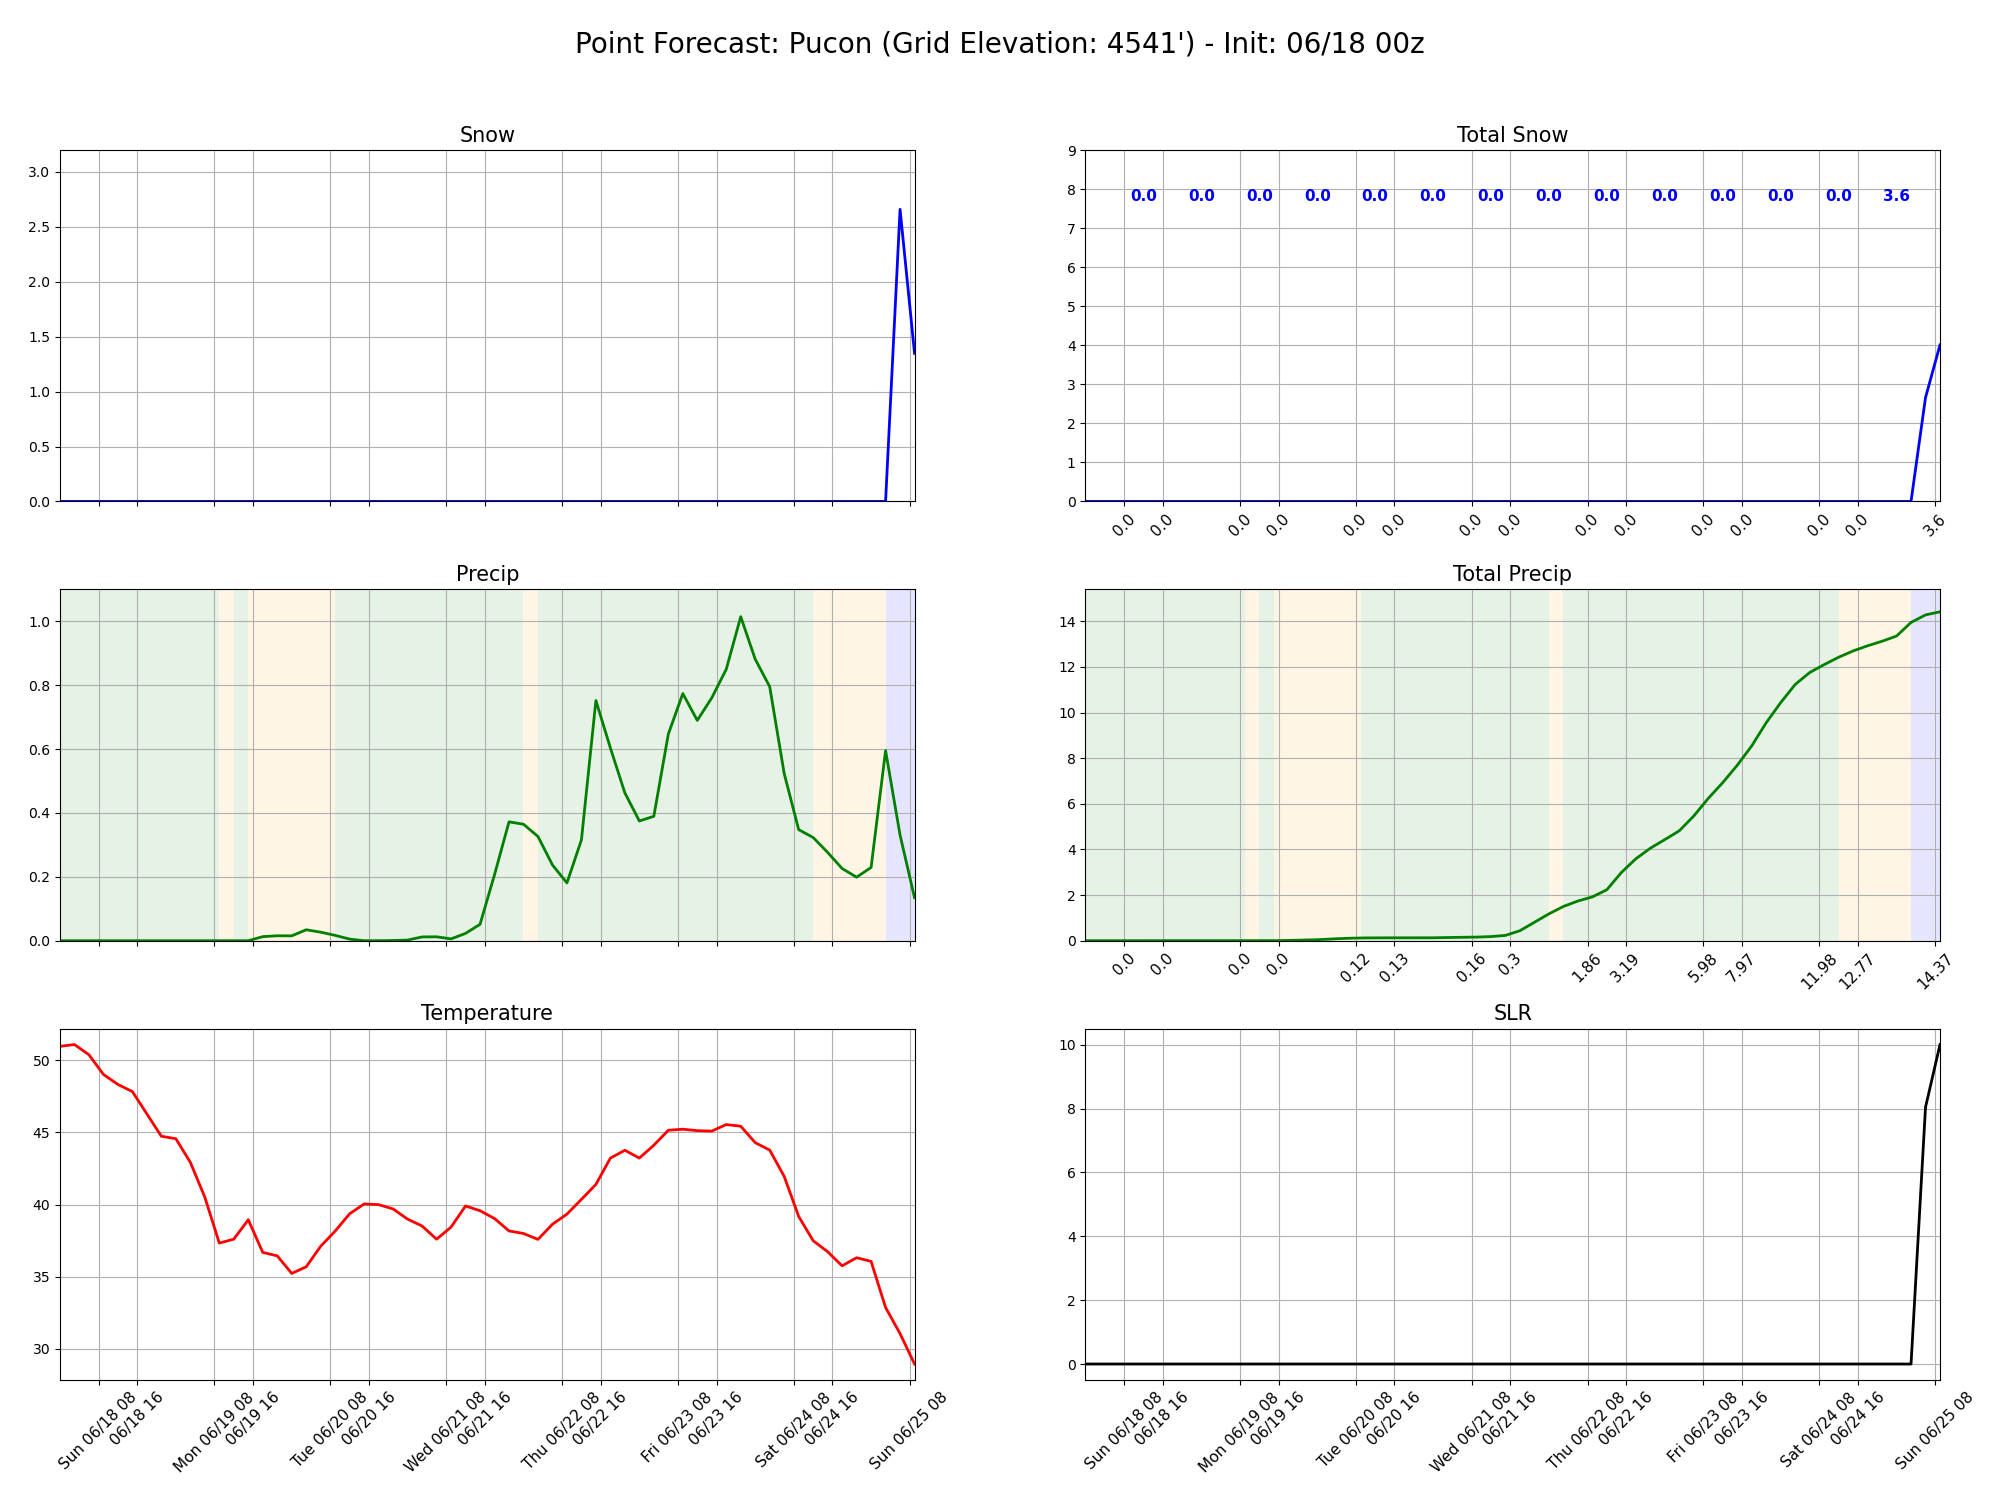 Point Forecast: Pucon (Grid Elevation: 4541') - Init: 06/18 00z
Snow
3.0
2.5
2.0
1.5
1.0
0.5
0.0
Total Snow
9
8
7
6
5
4
3
2
1
0
0.0 0.0 0.0 0.0 0.0 0.0 0.0 0.0 0.0 0.0 0.0 0.0 0.0 3.6
0.0 0.0 0.0 0.0 0.0 0.0 0.0 0.0 0.0 0.0 0.0 0.0 0.0 0.0 3.6
Precip
1.0
0.8
0.6
0.4
0.2
0.0
Total Precip
14
12
10
8
6
4
2
0
0.0 0.0 0.0 0.0 0.12 0.13 0.16 0.3 1.86 3.19 5.98 7.97 11.98 12.77 14.37
Temperature
50
45
40
35
30
Sun 06/18 08
06/18 16
Mon 06/19 08
06/19 16
Tue 06/20 08
06/20 16
Wed 06/21 08
06/21 16
Thu 06/22 08
06/22 16
Fri 06/23 08
06/23 16
Sat 06/24 08
06/24 16
Sun 06/25 08
SLR
10
8
6
4
2
0
Sun 06/18 08
06/18 16
Mon 06/19 08
06/19 16
Tue 06/20 08
06/20 16
Wed 06/21 08
06/21 16
Thu 06/22 08
06/22 16
Fri 06/23 08
06/23 16
Sat 06/24 08
06/24 16
Sun 06/25 08